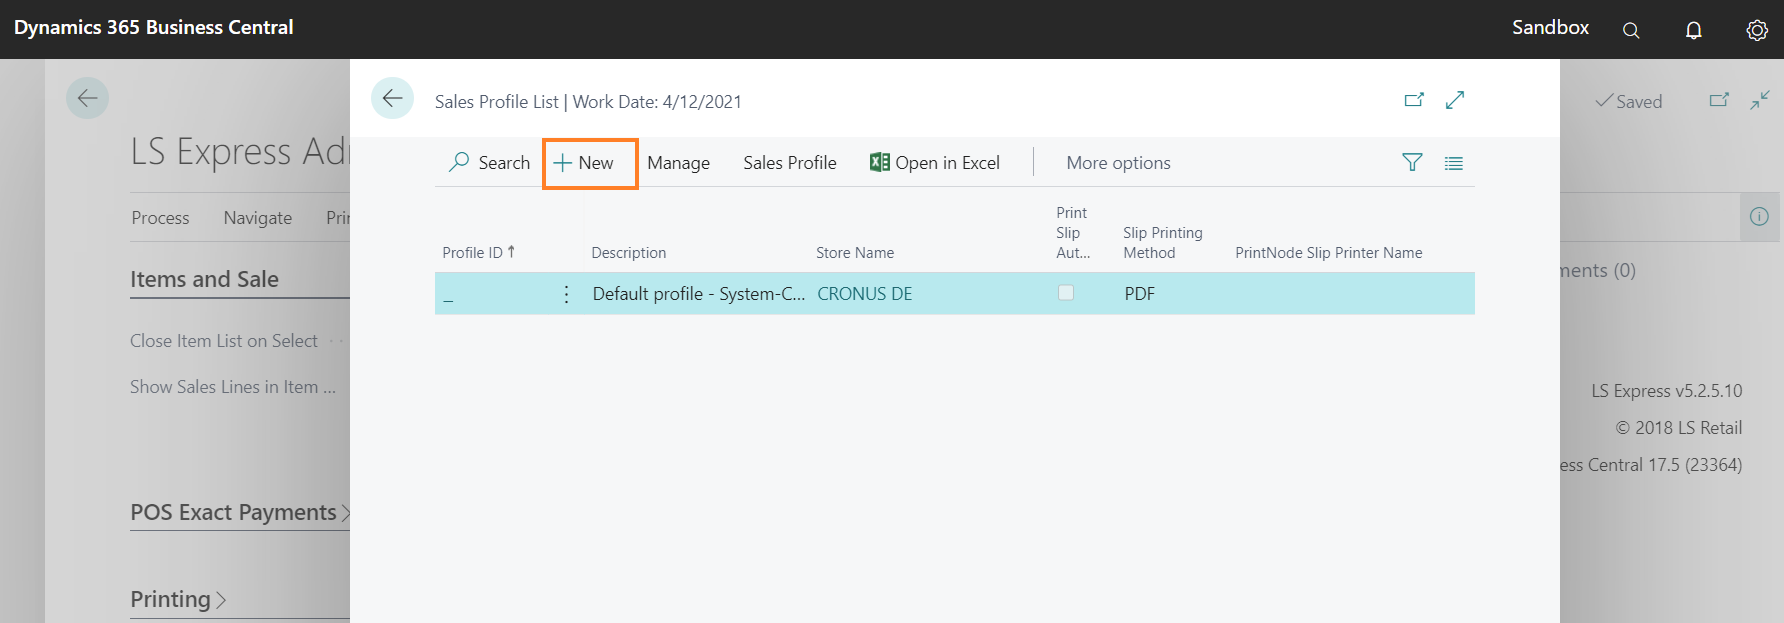 Dynamics 365 Business Central
Sandbox
Sales Profile List | Work Date: 4/12/2021
Saved
LS Express
Search
New
Manage
Sales Profile
Open in Excel
More options
Process
Navigate
Profile ID ↑
Description
Store Name
Print
Slip
Aut...
Slip Printing
Method
PrintNode Slip Printer Name
Items and Sale
_
Default profile - System-C...
CRONUS DE
PDF
(0)
Close Item List on Select
Show Sales Lines in Item ...
LS Express v5.2.5.10
© 2018 LS Retail
Central 17.5 (23364)
POS Exact Payments
Printing